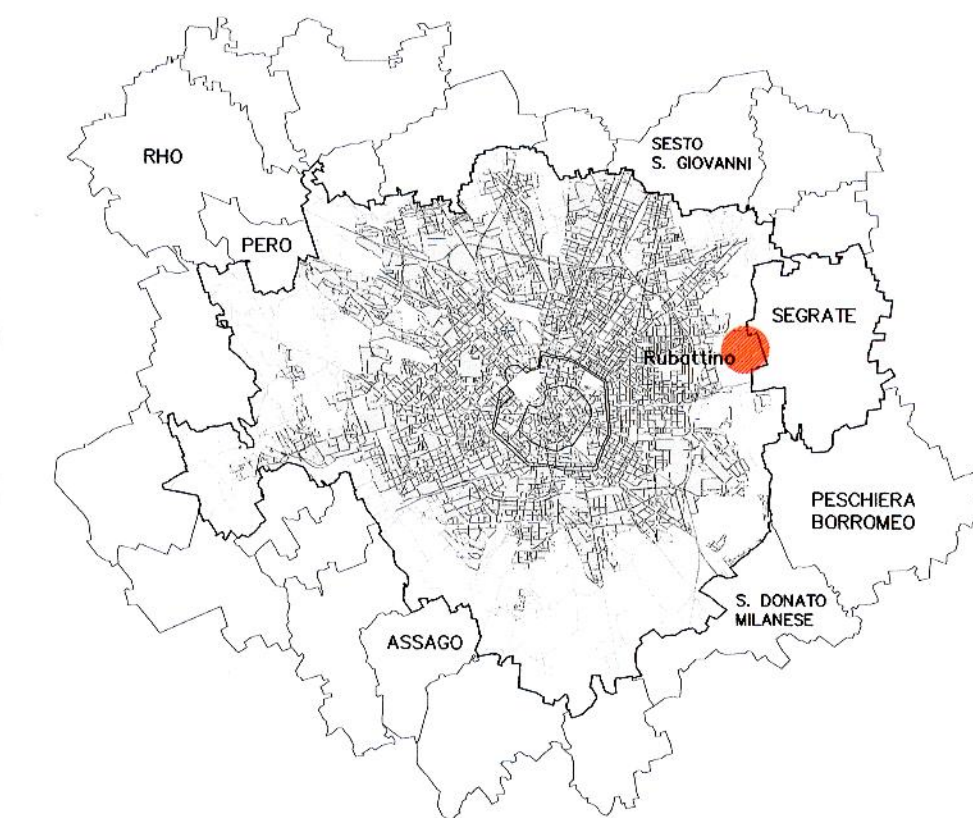 RHO
SESTO
S. GIOVANNI
PERO
SEGRATE
Rubattino
PESCHIERA
BORROMEO
S. DONATO
MILANESE
ASSAGO